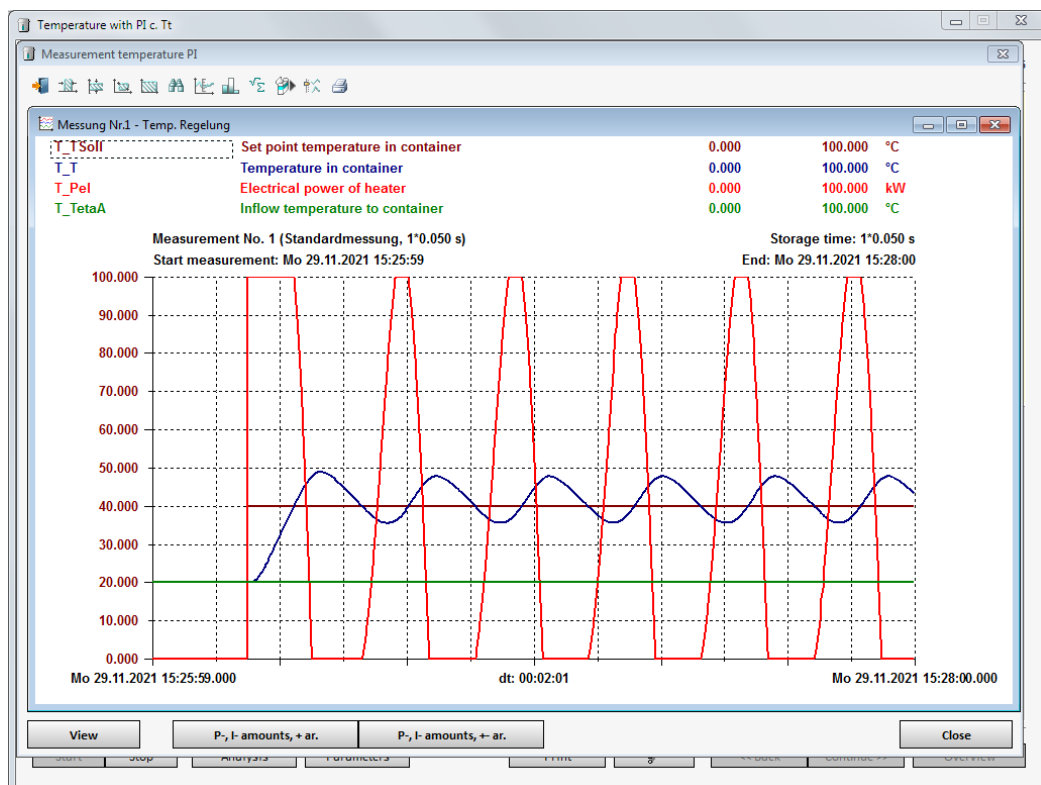 Temperature with PI c. Tt
Measurement temperature PI
Messung Nr.1 - Temp. Regelung
T_TSoll Set point temperature in container 0.000 100.000 °C
T_T Temperature in container 0.000 100.000 °C
T_Pel Electrical power of heater 0.000 100.000 kW
T_TetaA Inflow temperature to container 0.000 100.000 °C
Measurement No. 1 (Standardmessung, 1*0.050 s) Storage time: 1*0.050 s
Start measurement: Mo 29.11.2021 15:25:59 End: Mo 29.11.2021 15:28:00
100.000
90.000
80.000
70.000
60.000
50.000
40.000
30.000
20.000
10.000
0.000
Mo 29.11.2021 15:25:59.000 dt: 00:02:01 Mo 29.11.2021 15:28:00.000
View P-, I- amounts, + ar. P-, I- amounts, +- ar. Close
Start Stop Analysis Parameters Print << Back Continue >> Overview